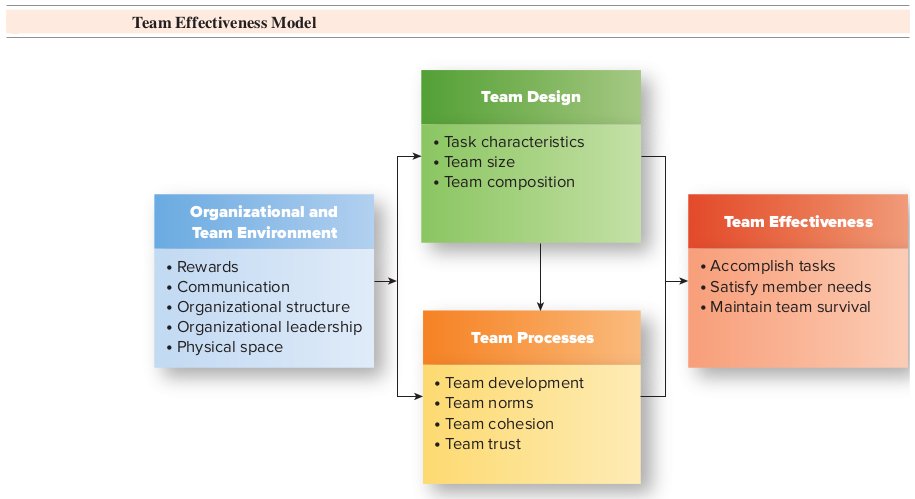 Team Effectiveness Model
Team Design
• Task characteristics
• Team size
• Team composition
Organizational and
Team Environment
• Rewards
• Communication
• Organizational structure
• Organizational leadership
• Physical space
Team Processes
• Team development
• Team norms
• Team cohesion
• Team trust
Team Effectiveness
• Accomplish tasks
• Satisfy member needs
• Maintain team survival